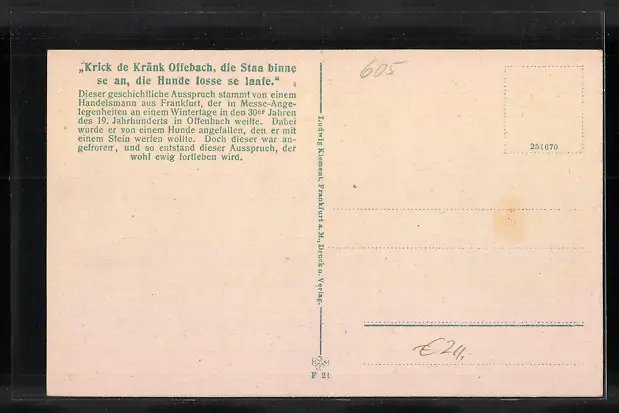 „Krick de Kränk Offebach, die Staa binne
se an, die Hunde losse se laafe.“
Dieser geschichtliche Ausspruch stammt von einem
Handelsmann aus Frankfurt, der in Messe-Ange-
legenheiten an einem Wintertage in den 30er Jahren
des 19. Jahrhunderts in Offenbach weilte. Dabei
wurde er von einem Hunde angefallen, den er mit
einem Stein werfen wollte. Doch dieser war an-
gefroren, und so entstand dieser Ausspruch, der
wohl ewig fortleben wird.
Ludwig Klement, Frankfurt a. M., Druck u. Verlag.
F 21
605
251670
€ 24,-